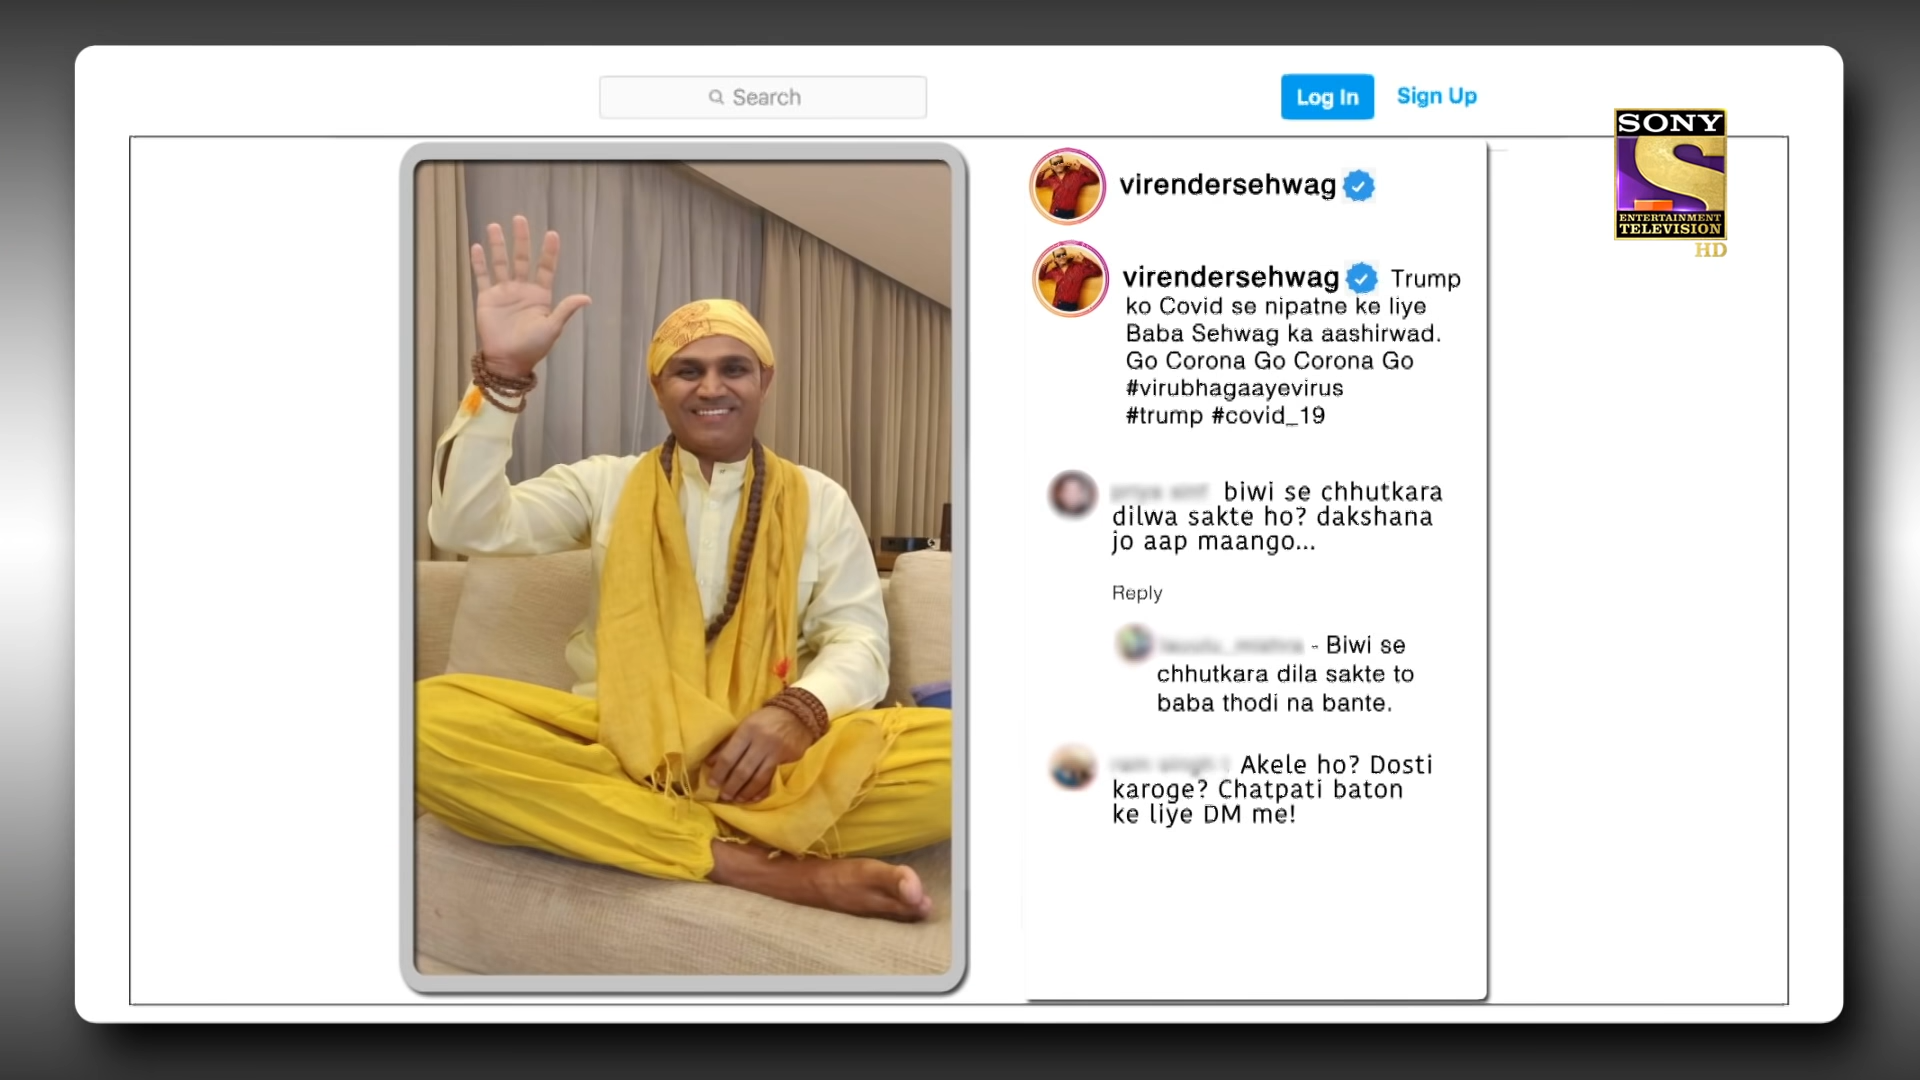 Search
Log In
Sign Up
SONY
ENTERTAINMENT
TELEVISION
HD
virendersehwag
virendersehwag Trump
ko Covid se nipatne ke liye
Baba Sehwag ka aashirwad.
Go Corona Go Corona Go
#virubhagaayevirus
#trump #covid_19
biwi se chhutkara
dilwa sakte ho? dakshana
jo aap maango...
Reply
- Biwi se
chhutkara dila sakte to
baba thodi na bante.
Akele ho? Dosti
karoge? Chatpati baton
ke liye DM me!